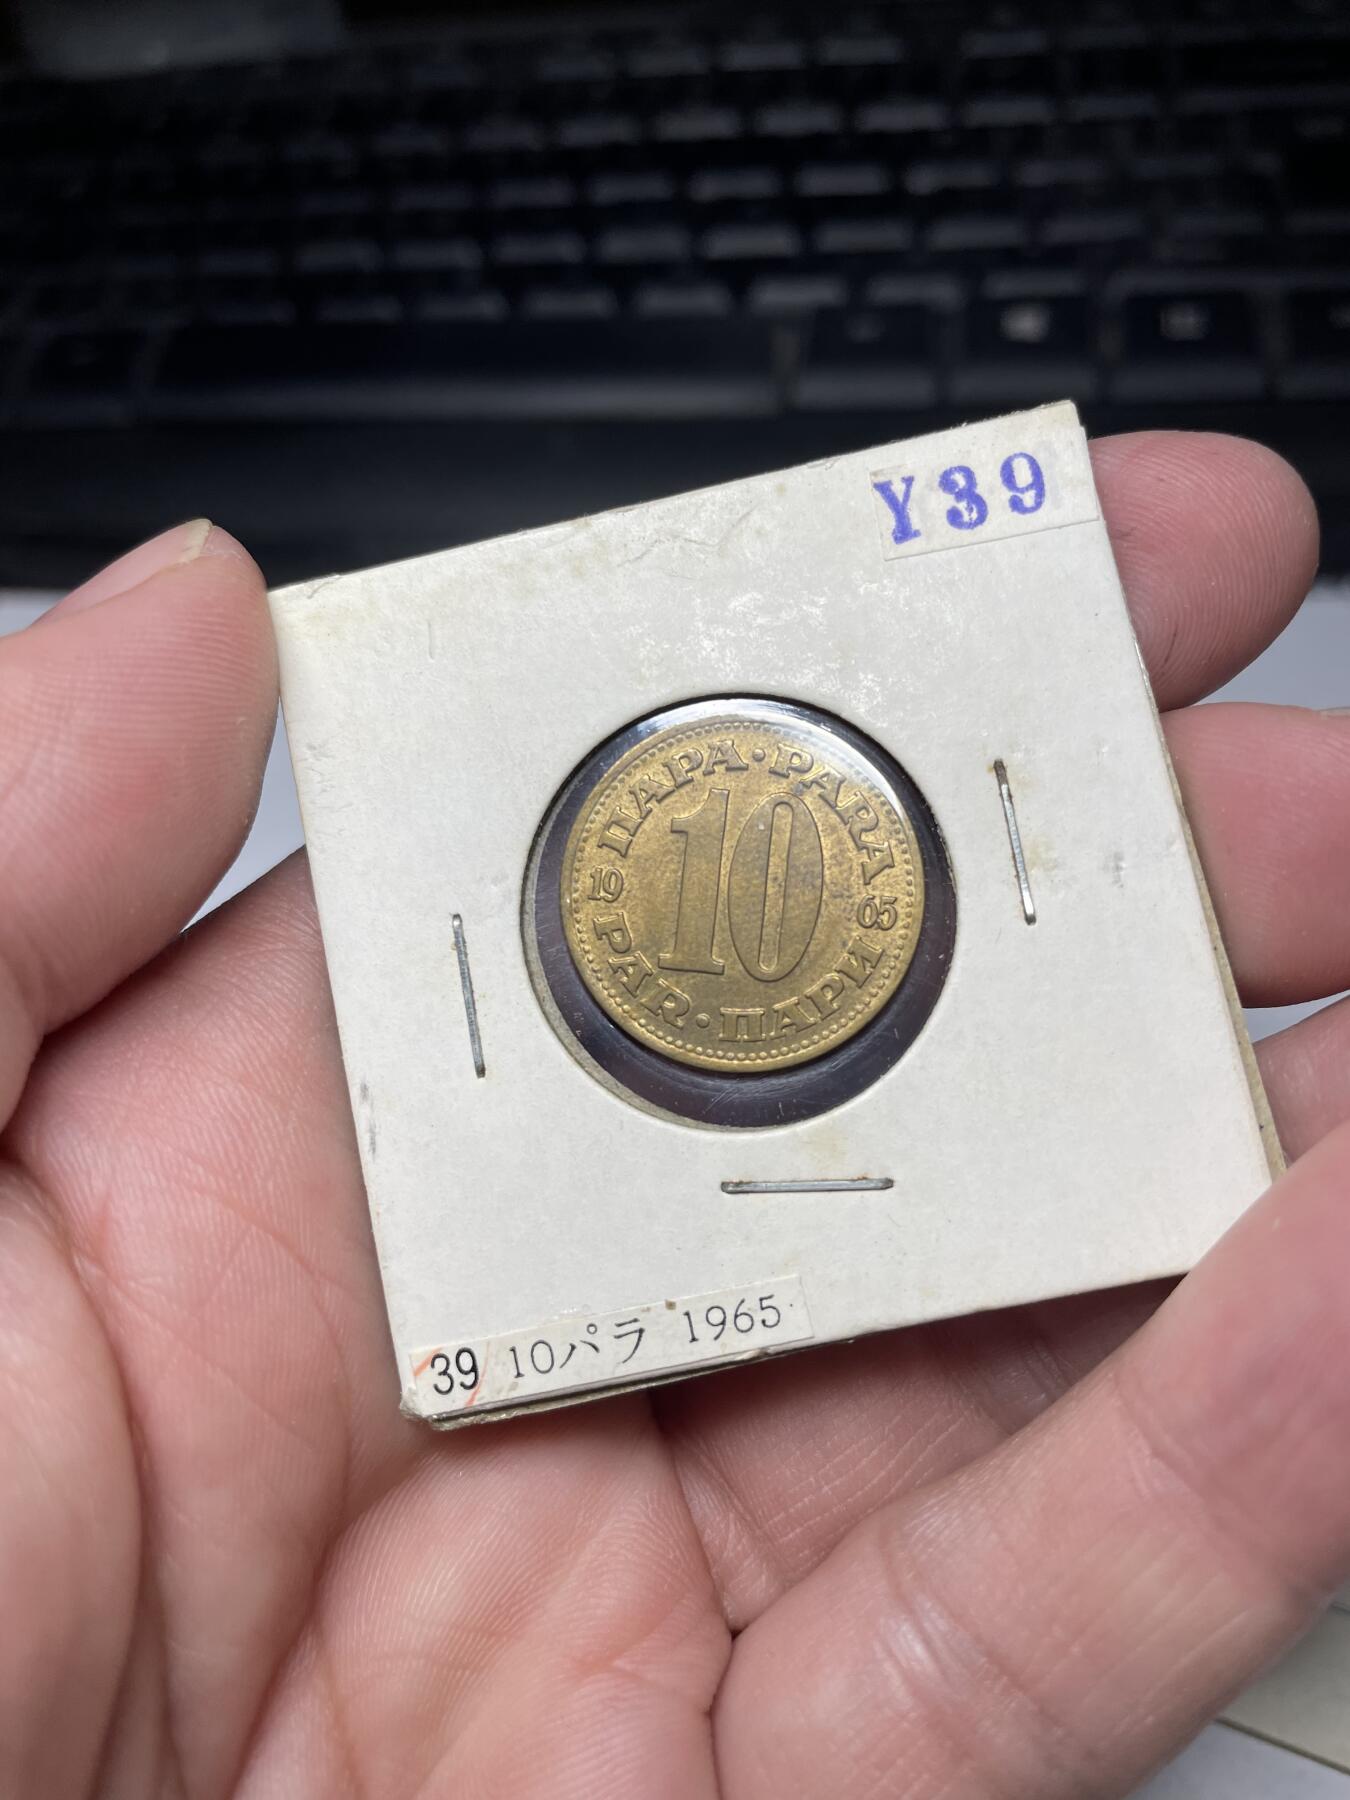 Y39
ПАРА · PARA
10
19 65
PAR · ПАРИ
39 10パラ 1965